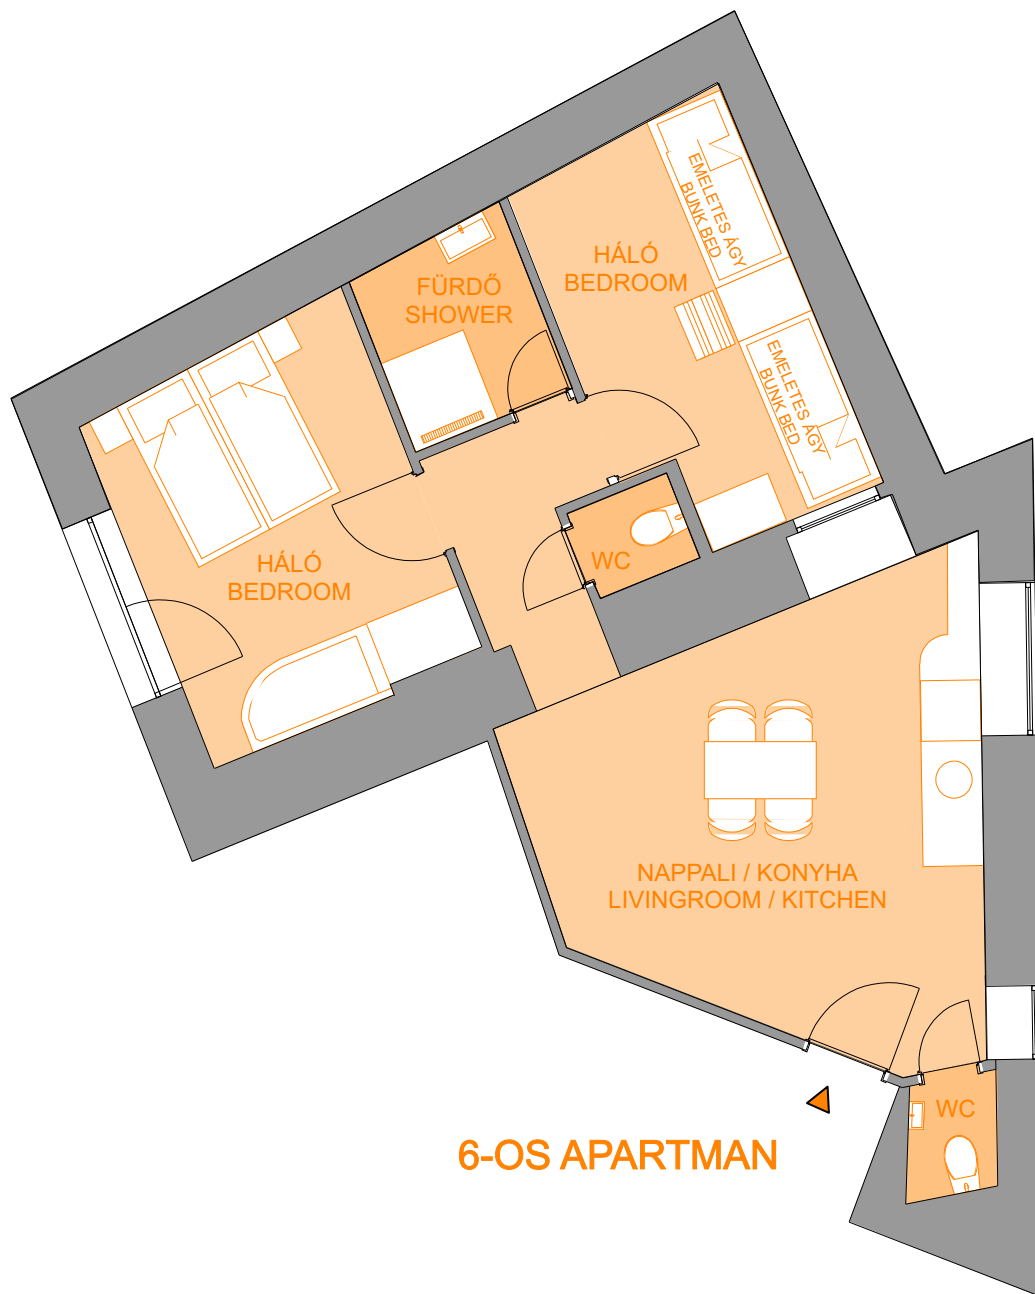 EMELETES ÁGY
BUNK BED
HÁLÓ
BEDROOM
FÜRDŐ
SHOWER
EMELETES ÁGY
BUNK BED
HÁLÓ
BEDROOM
WC
NAPPALI / KONYHA
LIVINGROOM / KITCHEN
WC
6-OS APARTMAN